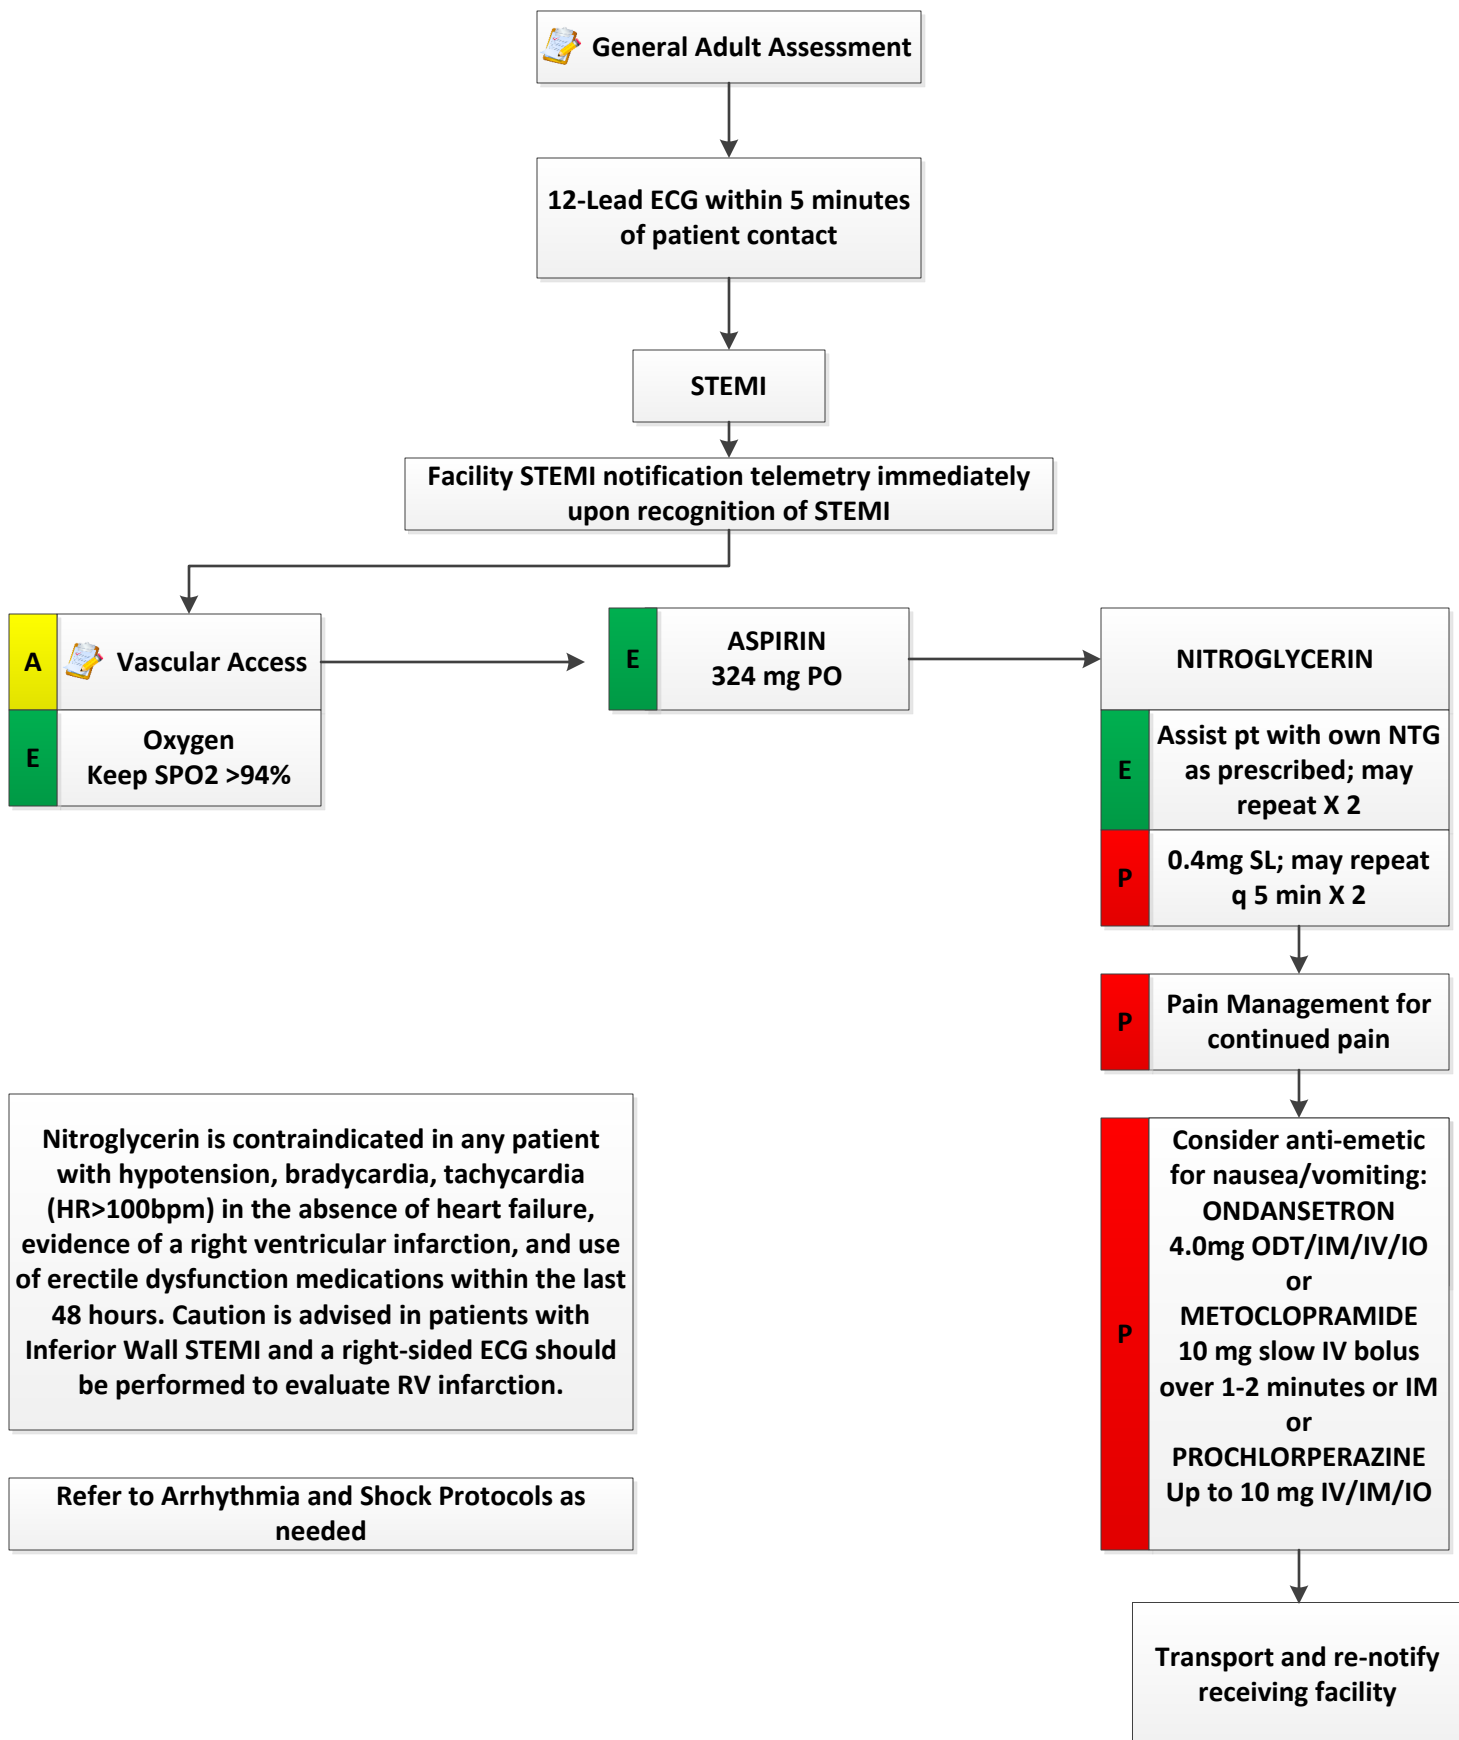 General Adult Assessment
12-Lead ECG within 5 minutes
of patient contact
STEMI
Facility STEMI notification telemetry immediately
upon recognition of STEMI
A
Vascular Access
E
Oxygen
Keep SPO2 >94%
E
ASPIRIN
324 mg PO
NITROGLYCERIN
E
Assist pt with own NTG
as prescribed; may
repeat X 2
P
0.4mg SL; may repeat
q 5 min X 2
P
Pain Management for
continued pain
P
Consider anti-emetic
for nausea/vomiting:
ONDANSETRON
4.0mg ODT/IM/IV/IO
or
METOCLOPRAMIDE
10 mg slow IV bolus
over 1-2 minutes or IM
or
PROCHLORPERAZINE
Up to 10 mg IV/IM/IO
Transport and re-notify
receiving facility
Nitroglycerin is contraindicated in any patient
with hypotension, bradycardia, tachycardia
(HR>100bpm) in the absence of heart failure,
evidence of a right ventricular infarction, and use
of erectile dysfunction medications within the last
48 hours. Caution is advised in patients with
Inferior Wall STEMI and a right-sided ECG should
be performed to evaluate RV infarction.
Refer to Arrhythmia and Shock Protocols as
needed